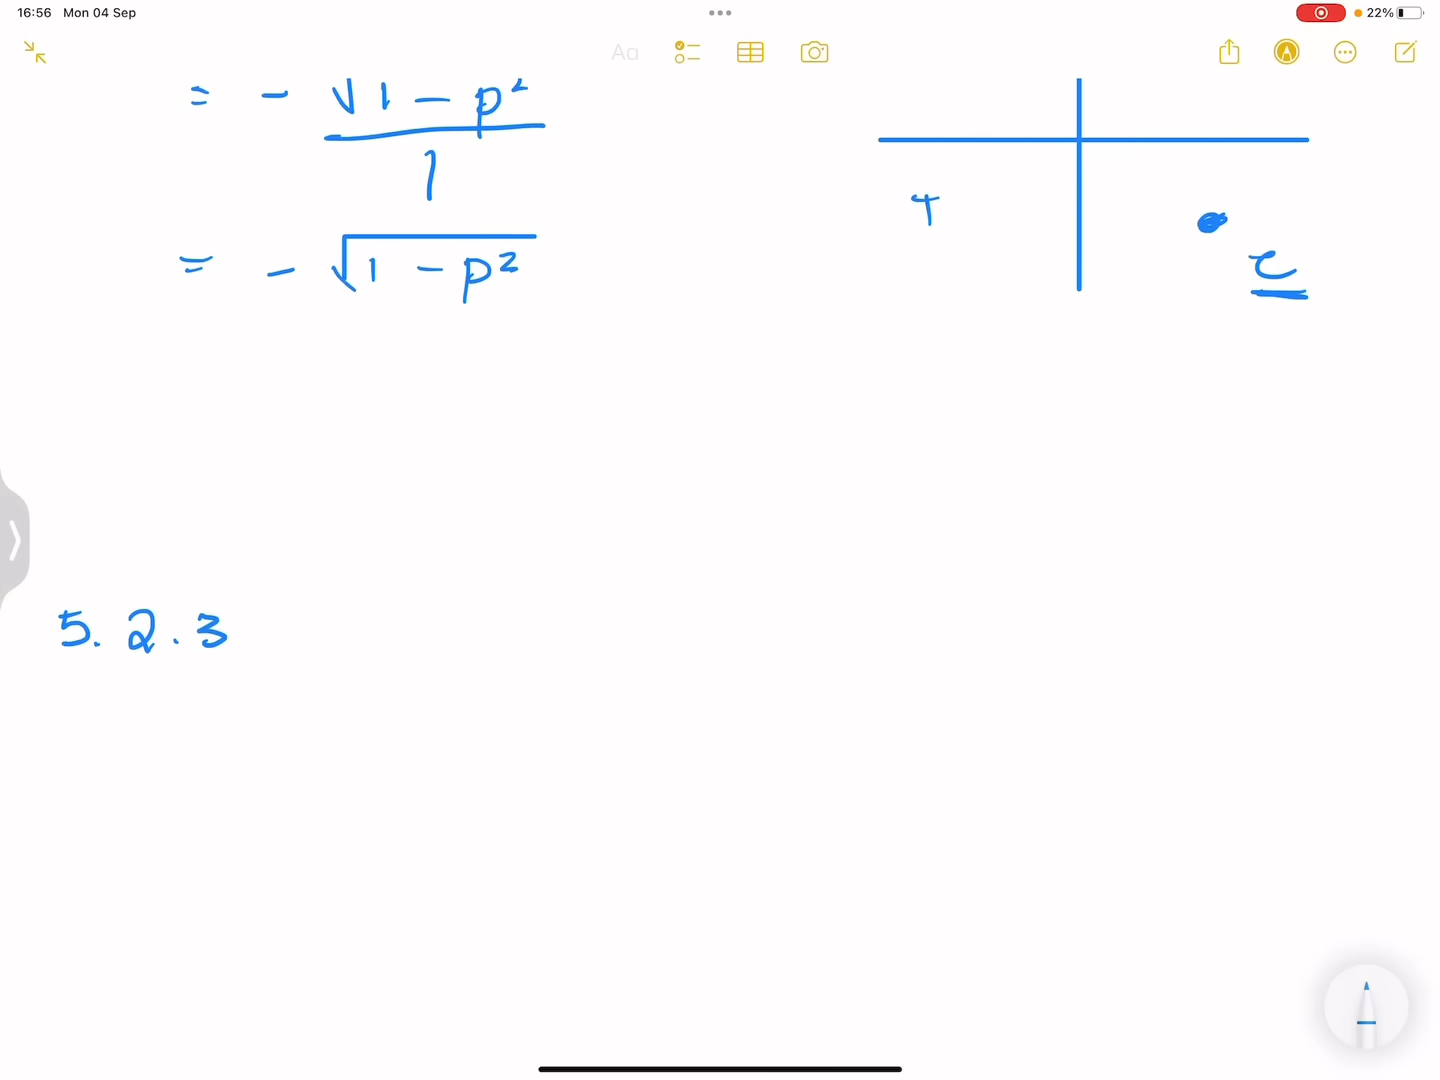 16:56 Mon 04 Sep
22%
Aa
= - √1 - p²
1
= - √1 - p²
T
c
5.2.3